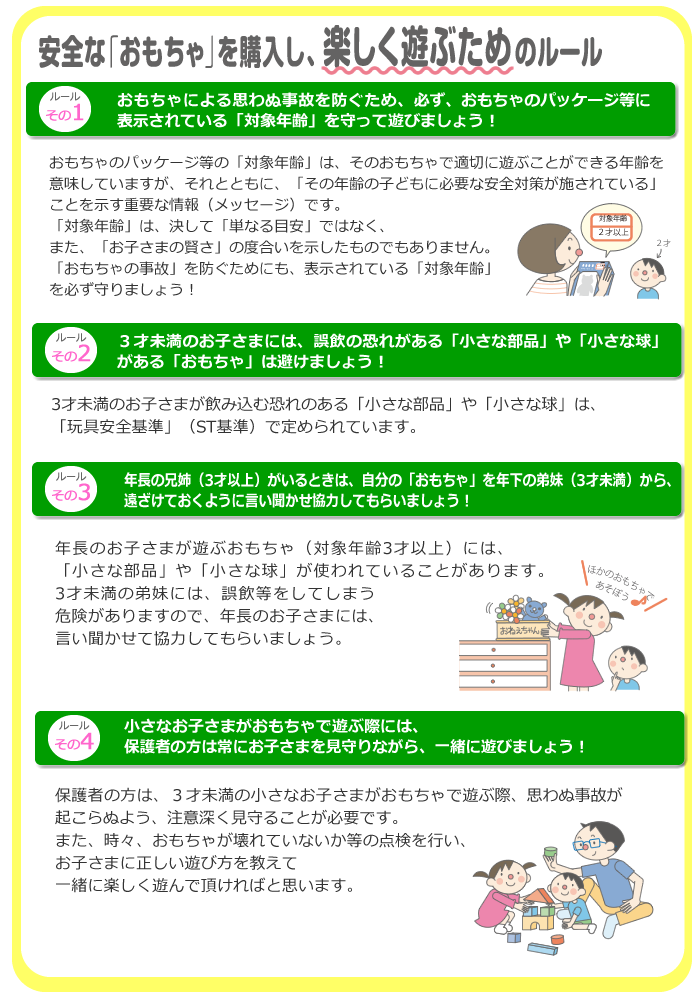 安全な「おもちゃ」を購入し、楽しく遊ぶためのルール
ルール
その1
おもちゃによる思わぬ事故を防ぐため、必ず、おもちゃのパッケージ等に
表示されている「対象年齢」を守って遊びましょう！
おもちゃのパッケージ等の「対象年齢」は、そのおもちゃで適切に遊ぶことができる年齢を
意味していますが、それとともに、「その年齢の子どもに必要な安全対策が施されている」
ことを示す重要な情報（メッセージ）です。
「対象年齢」は、決して「単なる目安」ではなく、
また、「お子さまの賢さ」の度合いを示したものでもありません。
「おもちゃの事故」を防ぐためにも、表示されている「対象年齢」
を必ず守りましょう！
対象年齢
２才以上
２才
ルール
その2
３才未満のお子さまには、誤飲の恐れがある「小さな部品」や「小さな球」
がある「おもちゃ」は避けましょう！
3才未満のお子さまが飲み込む恐れのある「小さな部品」や「小さな球」は、
「玩具安全基準」（ST基準）で定められています。
ルール
その3
年長の兄姉（3才以上）がいるときは、自分の「おもちゃ」を年下の弟妹（3才未満）から、
遠ざけておくように言い聞かせ協力してもらいましょう！
年長のお子さまが遊ぶおもちゃ（対象年齢3才以上）には、
「小さな部品」や「小さな球」が使われていることがあります。
3才未満の弟妹には、誤飲等をしてしまう
危険がありますので、年長のお子さまには、
言い聞かせて協力してもらいましょう。
ほかのおもちゃで
あそぼう
おねえちゃん
ルール
その4
小さなお子さまがおもちゃで遊ぶ際には、
保護者の方は常にお子さまを見守りながら、一緒に遊びましょう！
保護者の方は、３才未満の小さなお子さまがおもちゃで遊ぶ際、思わぬ事故が
起こらぬよう、注意深く見守ることが必要です。
また、時々、おもちゃが壊れていないか等の点検を行い、
お子さまに正しい遊び方を教えて
一緒に楽しく遊んで頂ければと思います。